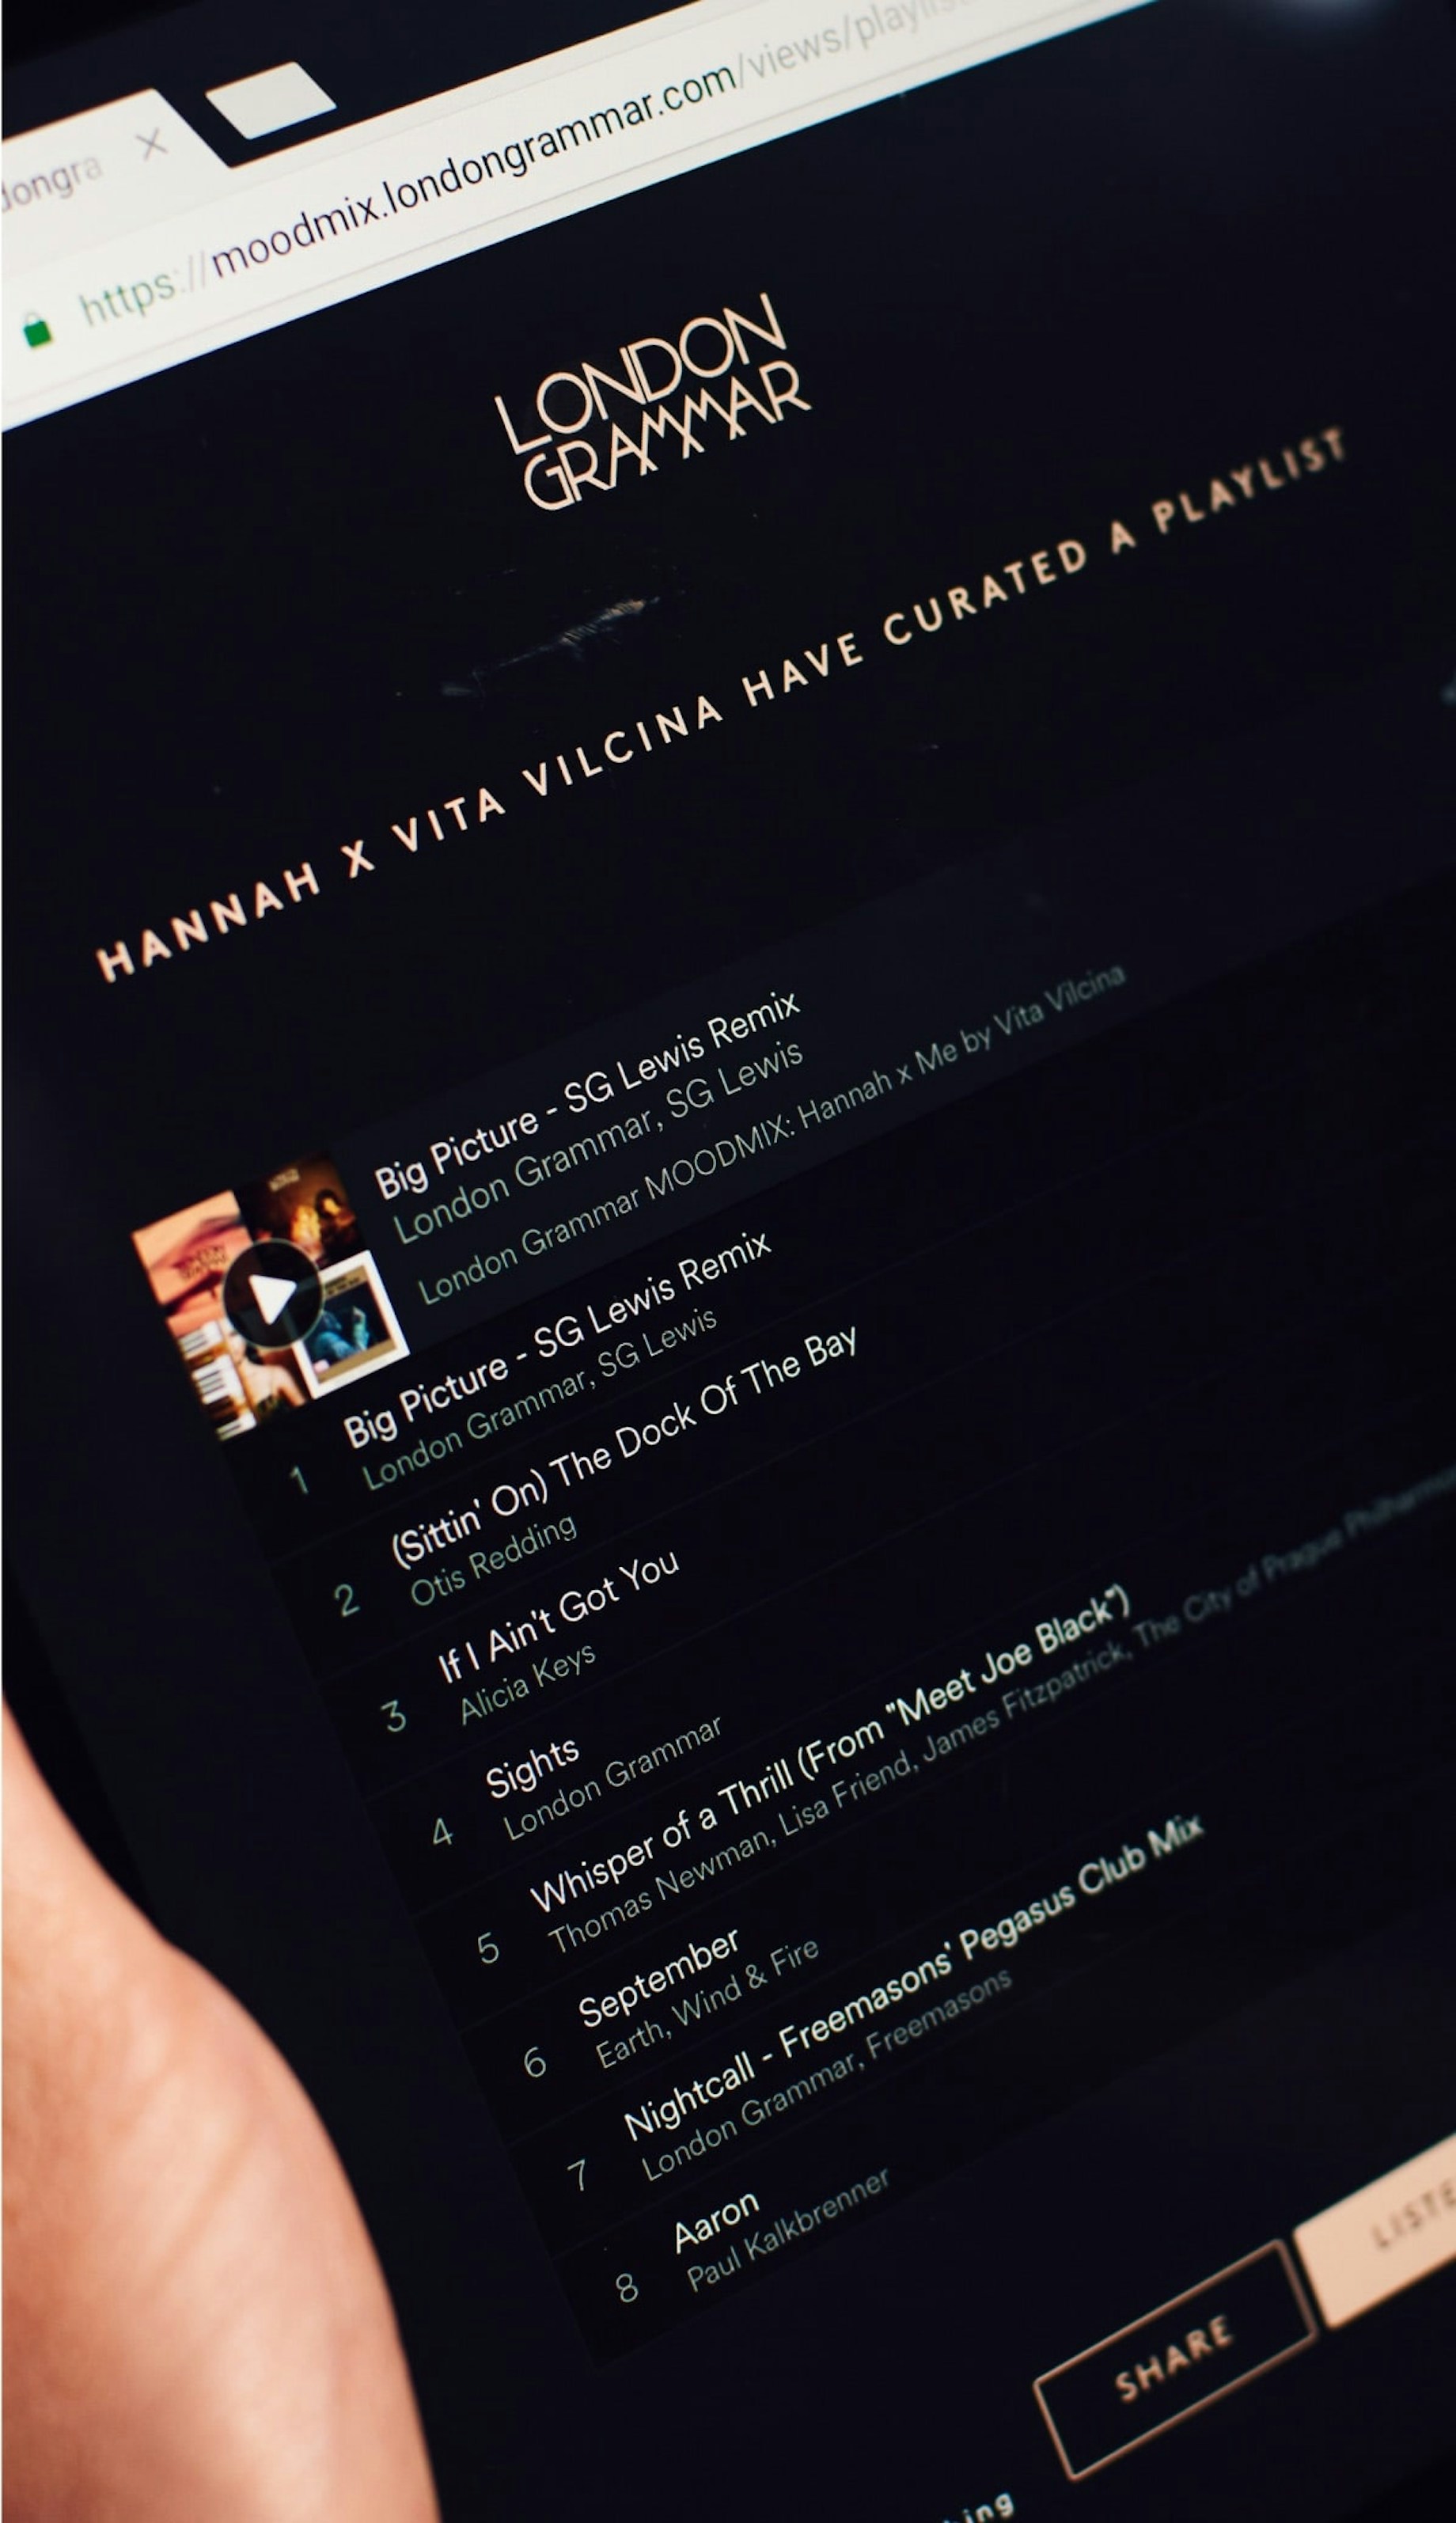 dongra
https://moodmix.londongrammar.com/views/playlis
LONDON
GRAMMAR
HANNAH X VITA VILCINA HAVE CURATED A PLAYLIST
Big Picture - SG Lewis Remix
London Grammar, SG Lewis
London Grammar MOODMIX: Hannah x Me by Vita Vilcina
1 Big Picture - SG Lewis Remix
London Grammar, SG Lewis
2 (Sittin' On) The Dock Of The Bay
Otis Redding
3 If I Ain't Got You
Alicia Keys
4 Sights
London Grammar
5 Whisper of a Thrill (From "Meet Joe Black")
Thomas Newman, Lisa Friend, James Fitzpatrick, The City of Prague Philharmo
6 September
Earth, Wind & Fire
7 Nightcall - Freemasons' Pegasus Club Mix
London Grammar, Freemasons
8 Aaron
Paul Kalkbrenner
SHARE
LISTE